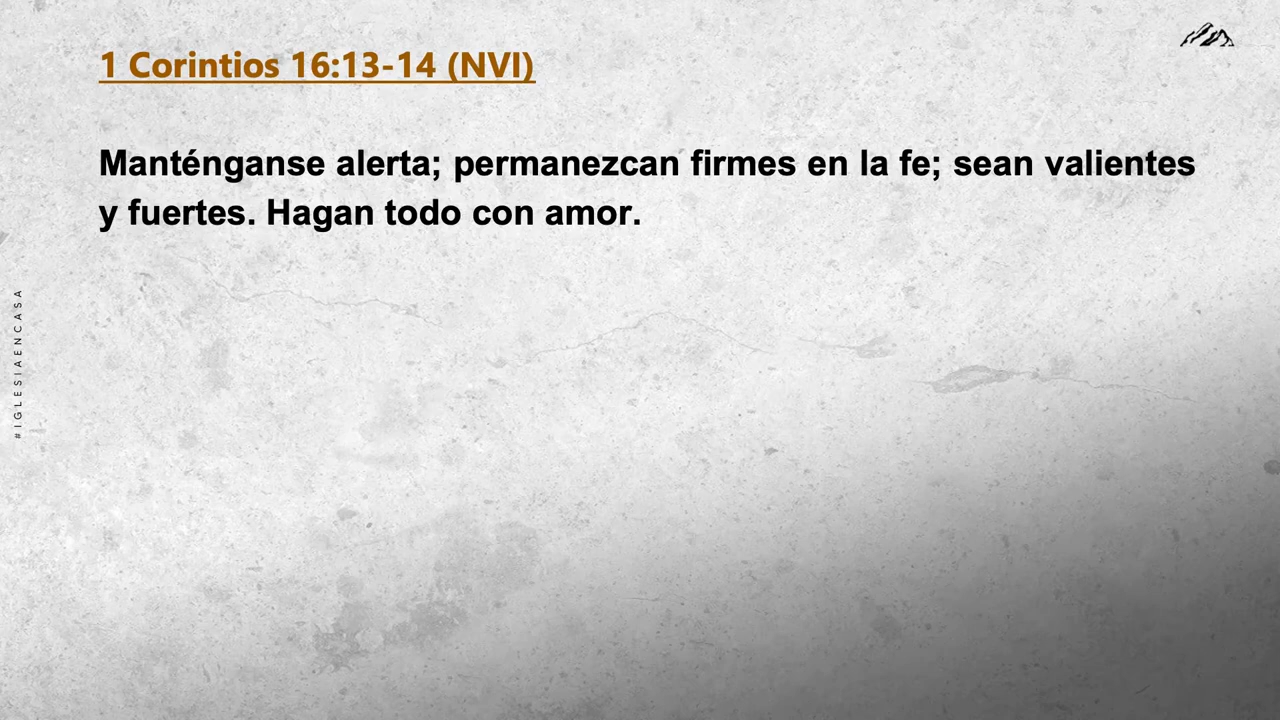 1 Corintios 16:13-14 (NVI)
Manténganse alerta; permanezcan firmes en la fe; sean valientes
y fuertes. Hagan todo con amor.
#IGLESIAENCASA